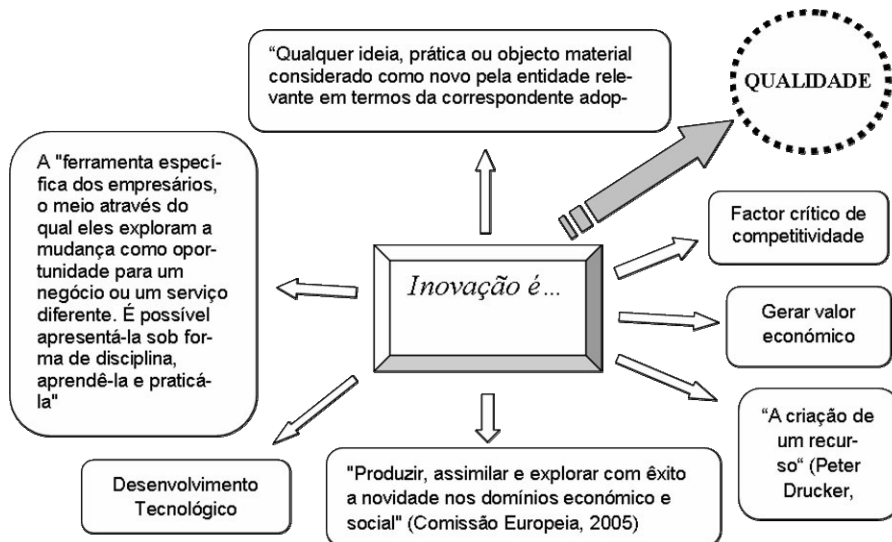 “Qualquer ideia, prática ou objecto material
considerado como novo pela entidade rele-
vante em termos da correspondente adop-
QUALIDADE
A "ferramenta especí-
fica dos empresários,
o meio através do
qual eles exploram a
mudança como opor-
tunidade para um
negócio ou um serviço
diferente. É possível
apresentá-la sob for-
ma de disciplina,
aprendê-la e praticá-
la"
Inovação é...
Factor crítico de
competitividade
Gerar valor
económico
“A criação de
um recur-
so“ (Peter
Drucker,
Desenvolvimento
Tecnológico
"Produzir, assimilar e explorar com êxito
a novidade nos domínios económico e
social" (Comissão Europeia, 2005)